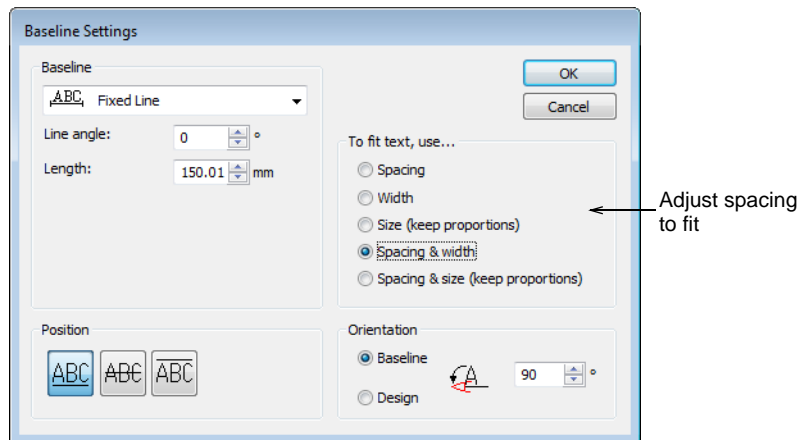 Baseline Settings
Baseline
ABC Fixed Line
Line angle: 0 °
Length: 150.01 mm
OK
Cancel
To fit text, use...
Spacing
Width
Size (keep proportions)
Spacing & width
Spacing & size (keep proportions)
Adjust spacing
to fit
Position
ABC ABC ABC
Orientation
Baseline
A 90 °
Design